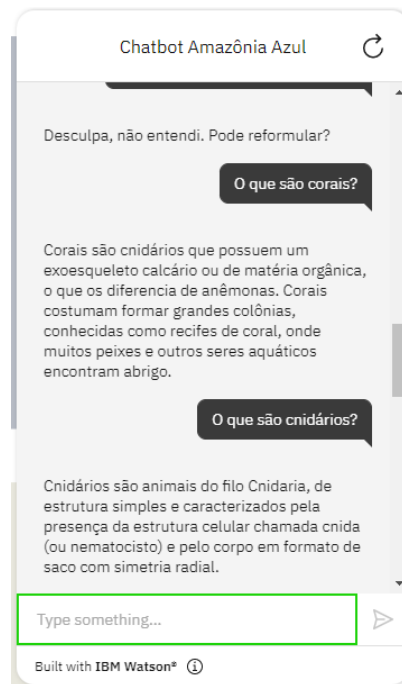 Chatbot Amazônia Azul
Desculpa, não entendi. Pode reformular?
O que são corais?
Corais são cnidários que possuem um
exoesqueleto calcário ou de matéria orgânica,
o que os diferencia de anêmonas. Corais
costumam formar grandes colônias,
conhecidas como recifes de coral, onde
muitos peixes e outros seres aquáticos
encontram abrigo.
O que são cnidários?
Cnidários são animais do filo Cnidaria, de
estrutura simples e caracterizados pela
presença da estrutura celular chamada cnida
(ou nematocisto) e pelo corpo em formato de
saco com simetria radial.
Type something...
Built with IBM Watson®